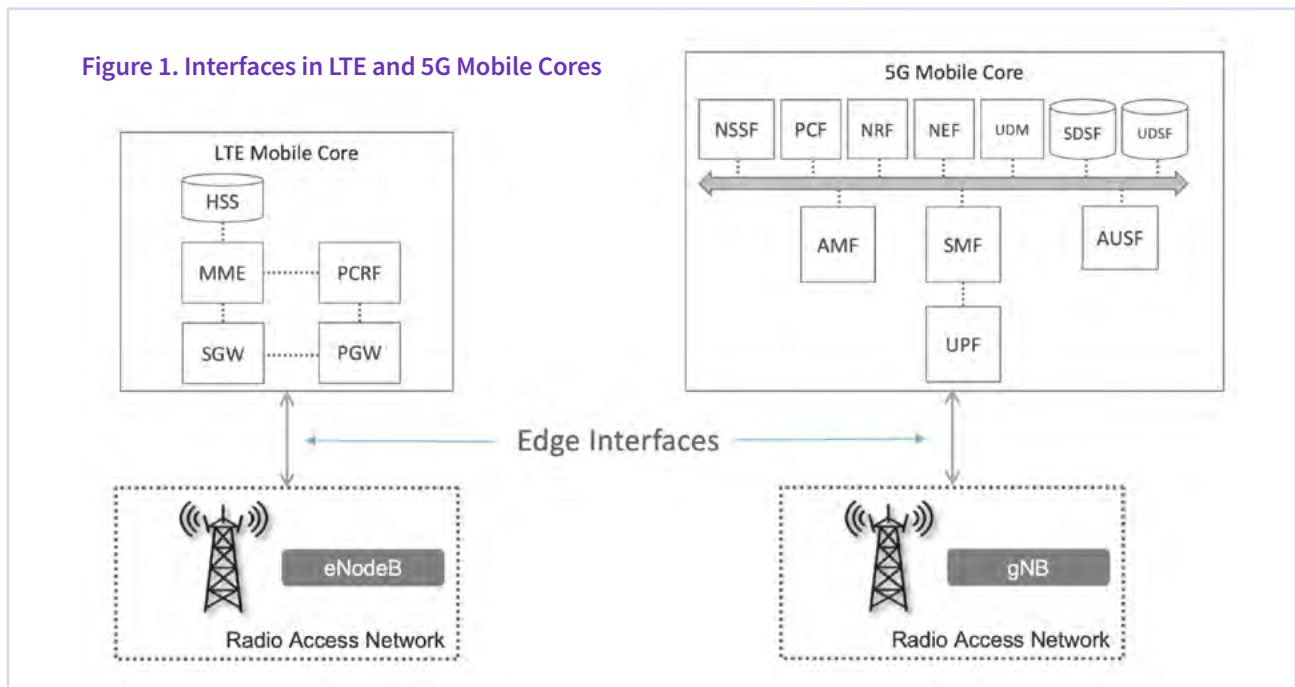 Figure 1. Interfaces in LTE and 5G Mobile Cores
LTE Mobile Core
HSS
MME
PCRF
SGW
PGW
5G Mobile Core
NSSF
PCF
NRF
NEF
UDM
SDSF
UDSF
AMF
SMF
AUSF
UPF
Edge Interfaces
eNodeB
Radio Access Network
gNB
Radio Access Network